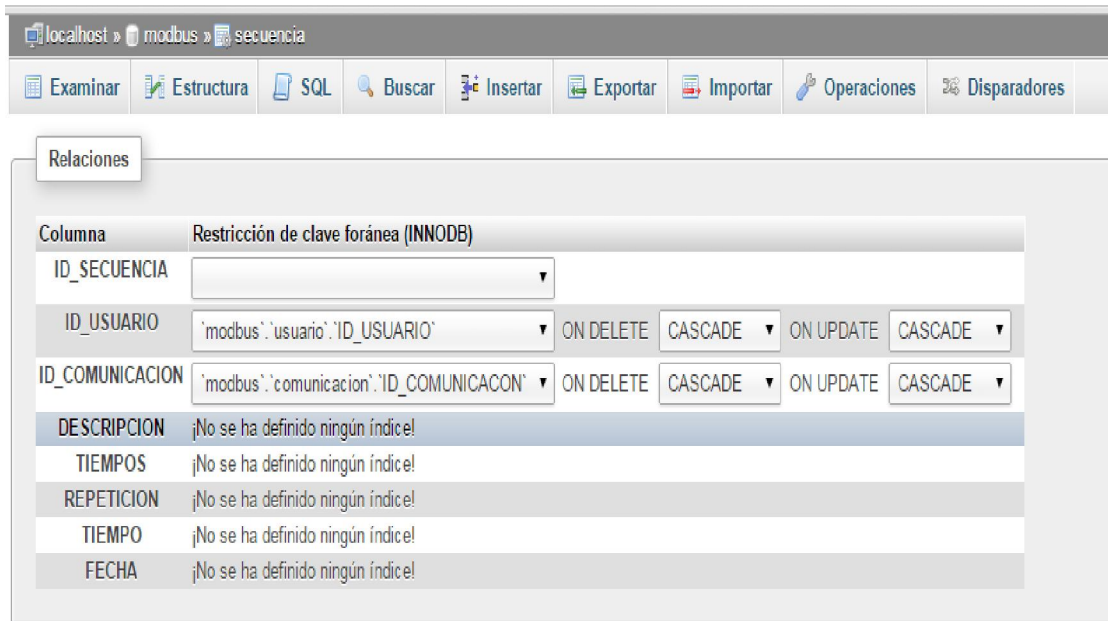 localhost » modbus » secuencia
Examinar Estructura SQL Buscar Insertar Exportar Importar Operaciones Disparadores
Relaciones
Columna Restricción de clave foránea (INNODB)
ID_SECUENCIA
ID_USUARIO `modbus`.`usuario`.`ID_USUARIO` ON DELETE CASCADE ON UPDATE CASCADE
ID_COMUNICACION `modbus`.`comunicacion`.`ID_COMUNICACON` ON DELETE CASCADE ON UPDATE CASCADE
DESCRIPCION ¡No se ha definido ningún índice!
TIEMPOS ¡No se ha definido ningún índice!
REPETICION ¡No se ha definido ningún índice!
TIEMPO ¡No se ha definido ningún índice!
FECHA ¡No se ha definido ningún índice!